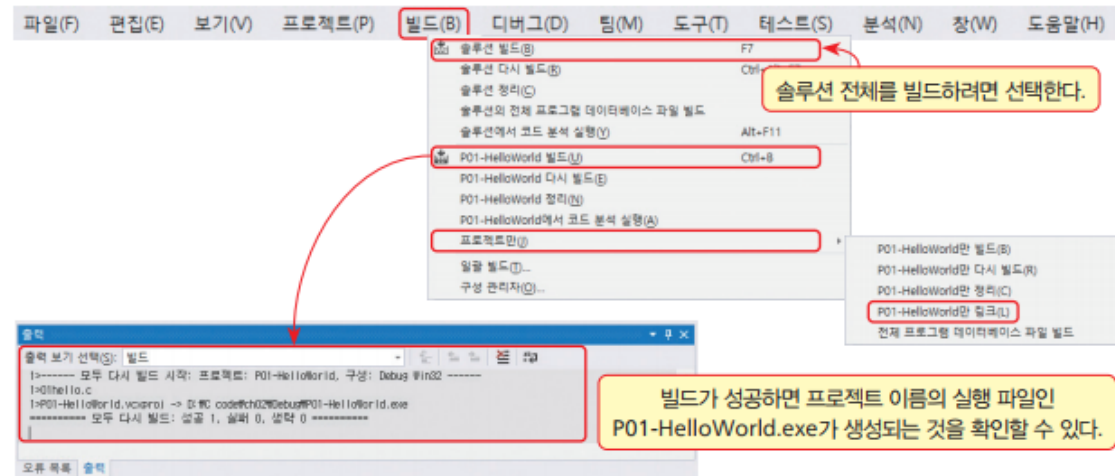 파일(F) 편집(E) 보기(V) 프로젝트(P) 빌드(B) 디버그(D) 팀(M) 도구(T) 테스트(S) 분석(N) 창(W) 도움말(H)
솔루션 빌드(B) F7
솔루션 다시 빌드(R)
솔루션 정리(C)
솔루션의 전체 프로그램 데이터베이스 파일 빌드
솔루션에서 코드 분석 실행(Y) Alt+F11
솔루션 전체를 빌드하려면 선택한다.
P01-HelloWorld 빌드(U) Ctrl+B
P01-HelloWorld 다시 빌드(E)
P01-HelloWorld 정리(N)
P01-HelloWorld에서 코드 분석 실행(A)
프로젝트만(J)
일괄 빌드(T)...
구성 관리자(O)...
P01-HelloWorld만 빌드(B)
P01-HelloWorld만 다시 빌드(R)
P01-HelloWorld만 정리(C)
P01-HelloWorld만 링크(L)
전체 프로그램 데이터베이스 파일 빌드
출력
출력 보기 선택(S): 빌드
1>------ 모두 다시 빌드 시작: 프로젝트: P01-HelloWorld, 구성: Debug Win32 ------
1>01hello.c
1>P01-HelloWorld.vcxproj -> D:₩C code₩ch02₩Debug₩P01-HelloWorld.exe
========== 모두 다시 빌드: 성공 1, 실패 0, 생략 0 ==========
오류 목록 출력
빌드가 성공하면 프로젝트 이름의 실행 파일인
P01-HelloWorld.exe가 생성되는 것을 확인할 수 있다.